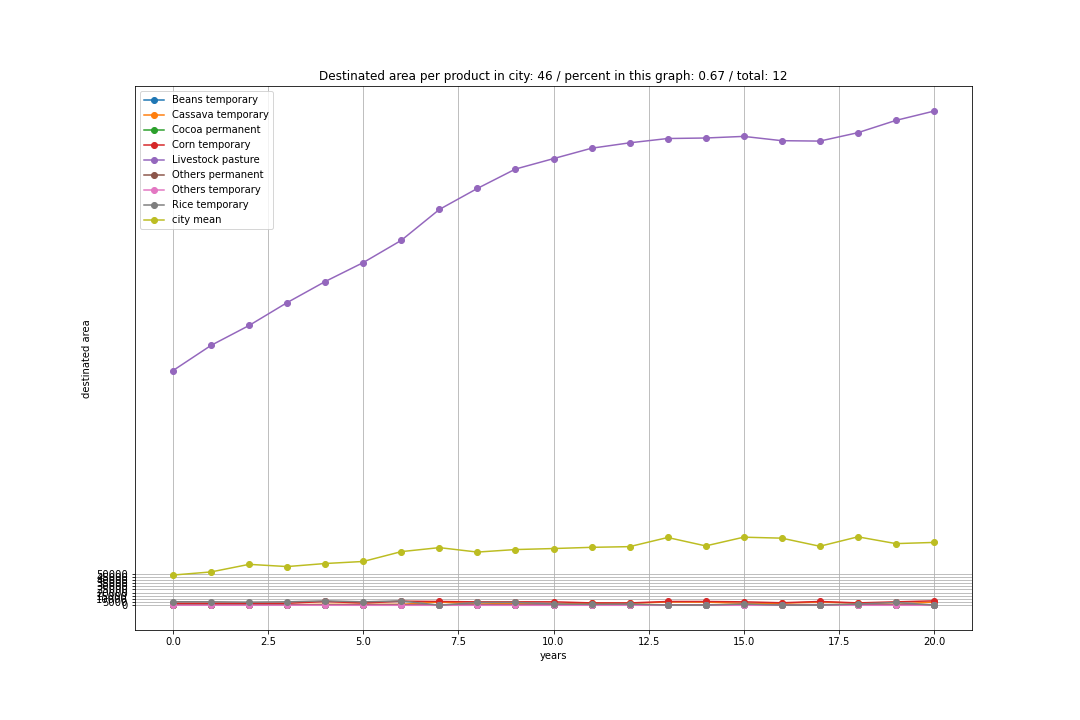 Destinated area per product in city: 46 / percent in this graph: 0.67 / total: 12
Beans temporary
Cassava temporary
Cocoa permanent
Corn temporary
Livestock pasture
Others permanent
Others temporary
Rice temporary
city mean
destinated area
50000
5000
0
0.0 2.5 5.0 7.5 10.0 12.5 15.0 17.5 20.0
years